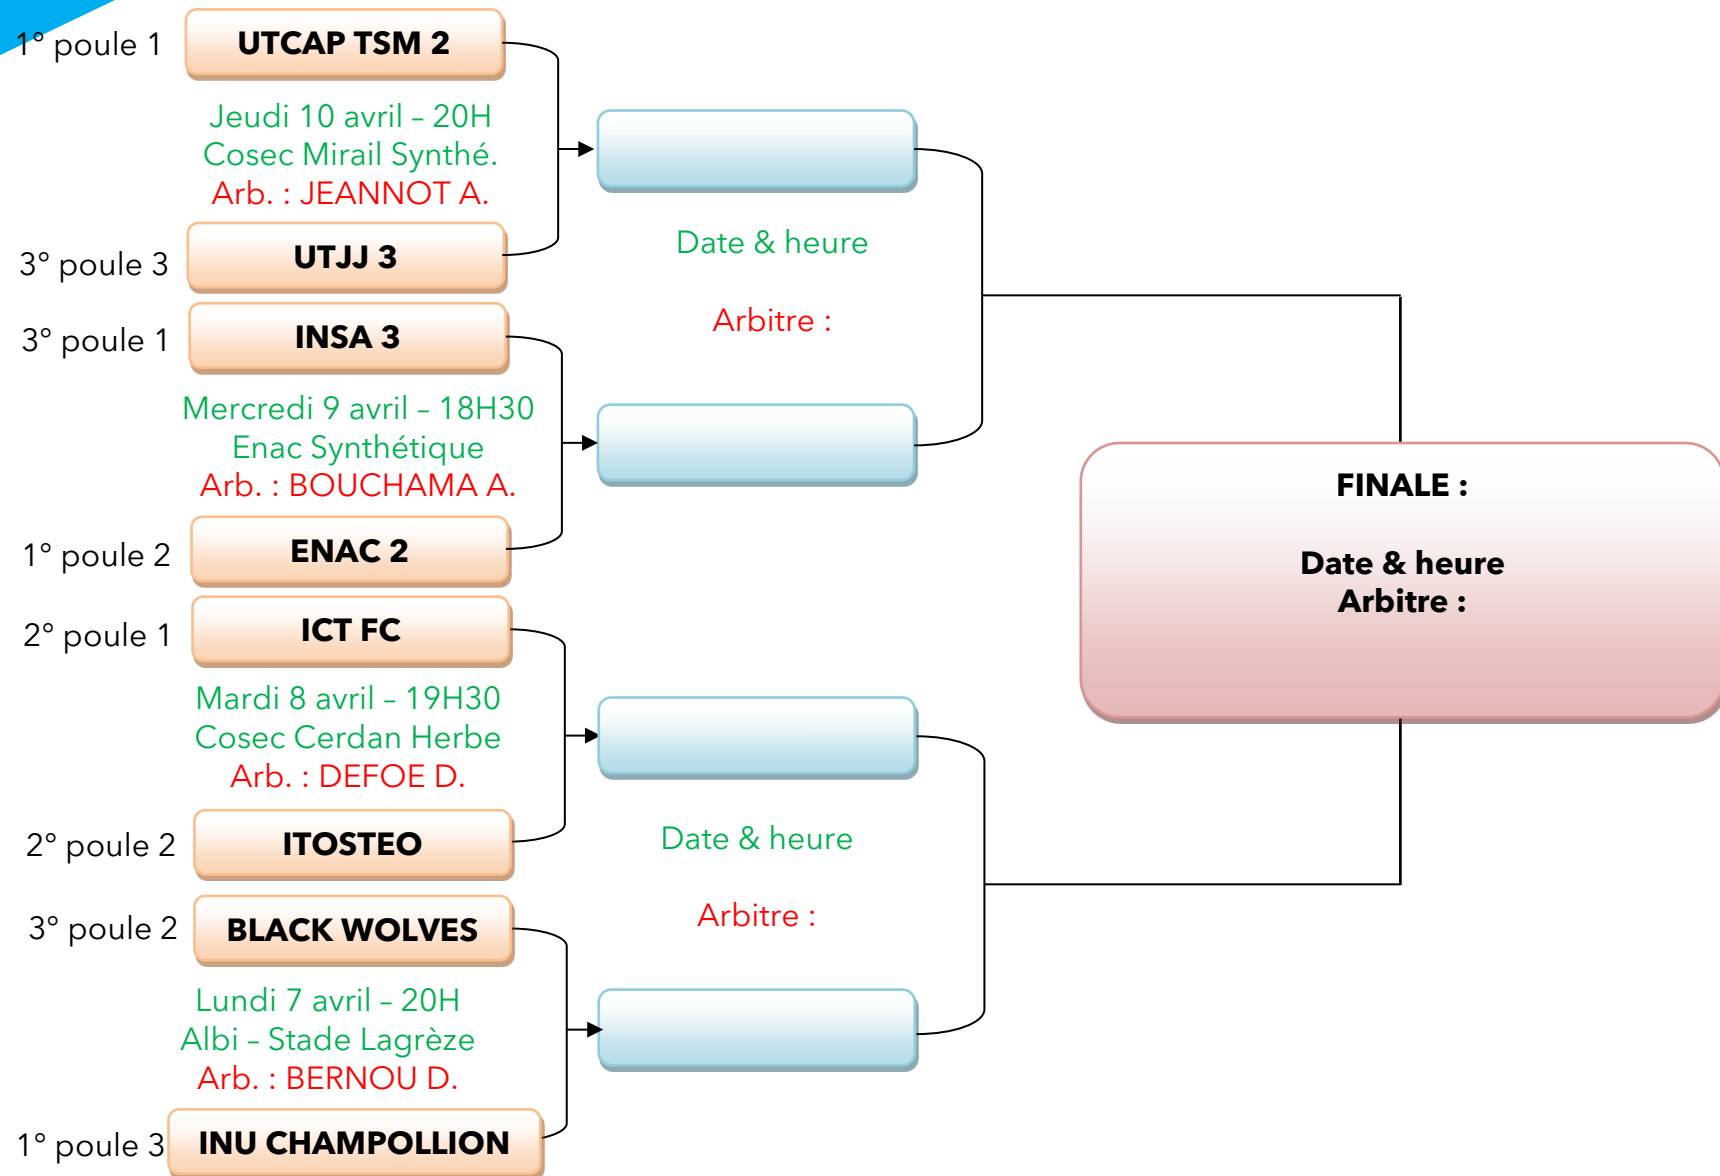 1° poule 1
UTCAP TSM 2
Jeudi 10 avril – 20H
Cosec Mirail Synthé.
Arb. : JEANNOT A.
3° poule 3
UTJJ 3
3° poule 1
INSA 3
Mercredi 9 avril – 18H30
Enac Synthétique
Arb. : BOUCHAMA A.
1° poule 2
ENAC 2
2° poule 1
ICT FC
Mardi 8 avril – 19H30
Cosec Cerdan Herbe
Arb. : DEFOE D.
2° poule 2
ITOSTEO
3° poule 2
BLACK WOLVES
Lundi 7 avril – 20H
Albi – Stade Lagrèze
Arb. : BERNOU D.
1° poule 3
INU CHAMPOLLION
Date & heure
Arbitre :
Date & heure
Arbitre :
FINALE :
Date & heure
Arbitre :